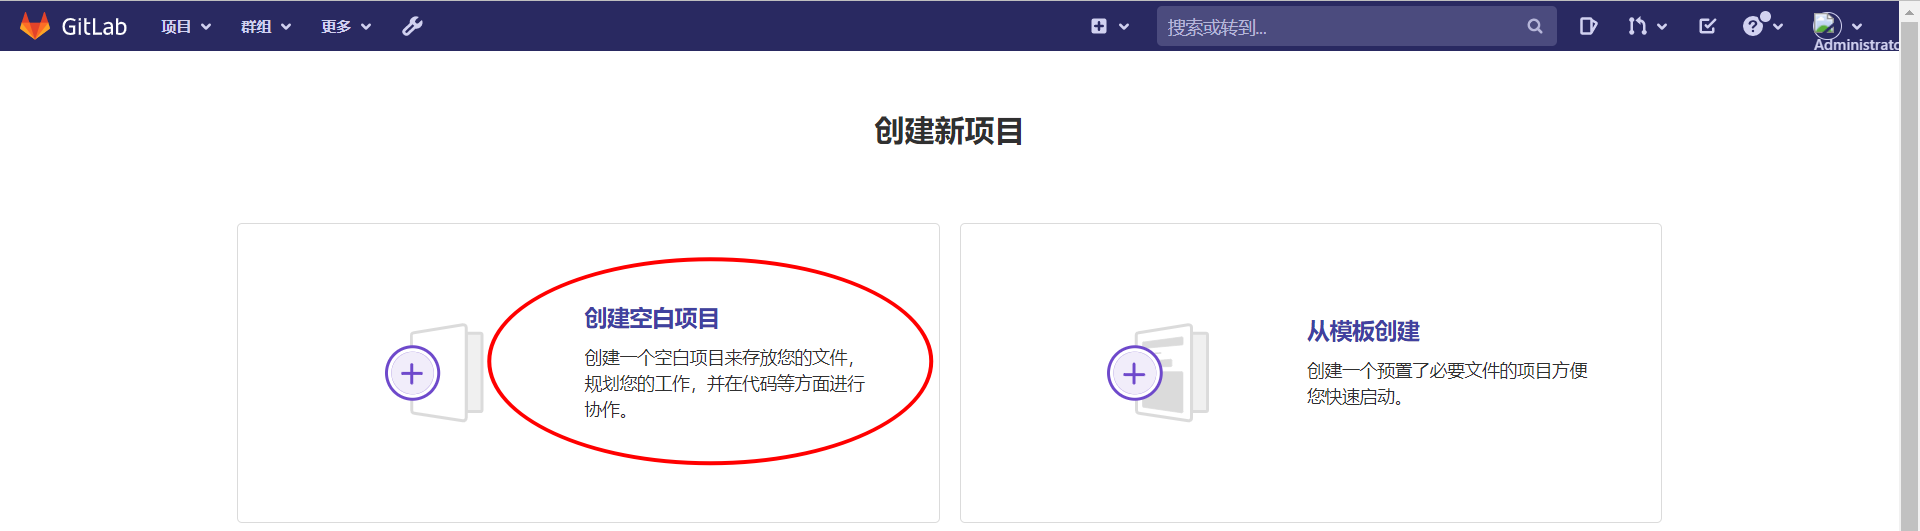 GitLab 项目 群组 更多 搜索或转到... Administrato
创建新项目
创建空白项目
创建一个空白项目来存放您的文件，
规划您的工作，并在代码等方面进行
协作。
从模板创建
创建一个预置了必要文件的项目方便
您快速启动。